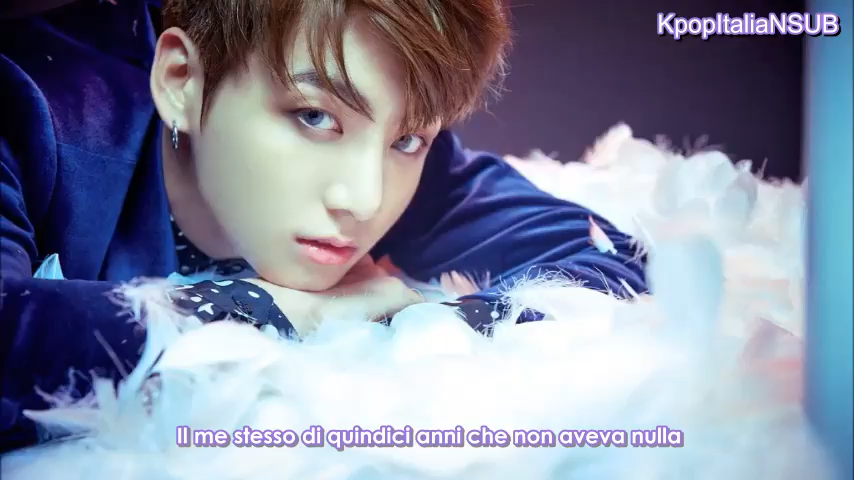 KpopItaliaNSUB
Il me stesso di quindici anni che non aveva nulla